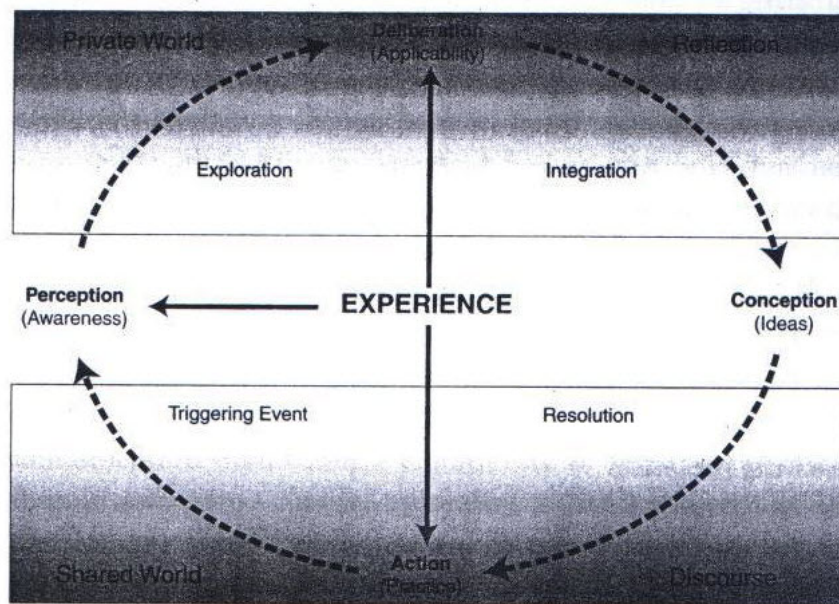 Private World
Deliberation
(Applicability)
Reflection
Exploration
Integration
Perception
(Awareness)
EXPERIENCE
Conception
(Ideas)
Triggering Event
Resolution
Shared World
Action
(Practice)
Discourse